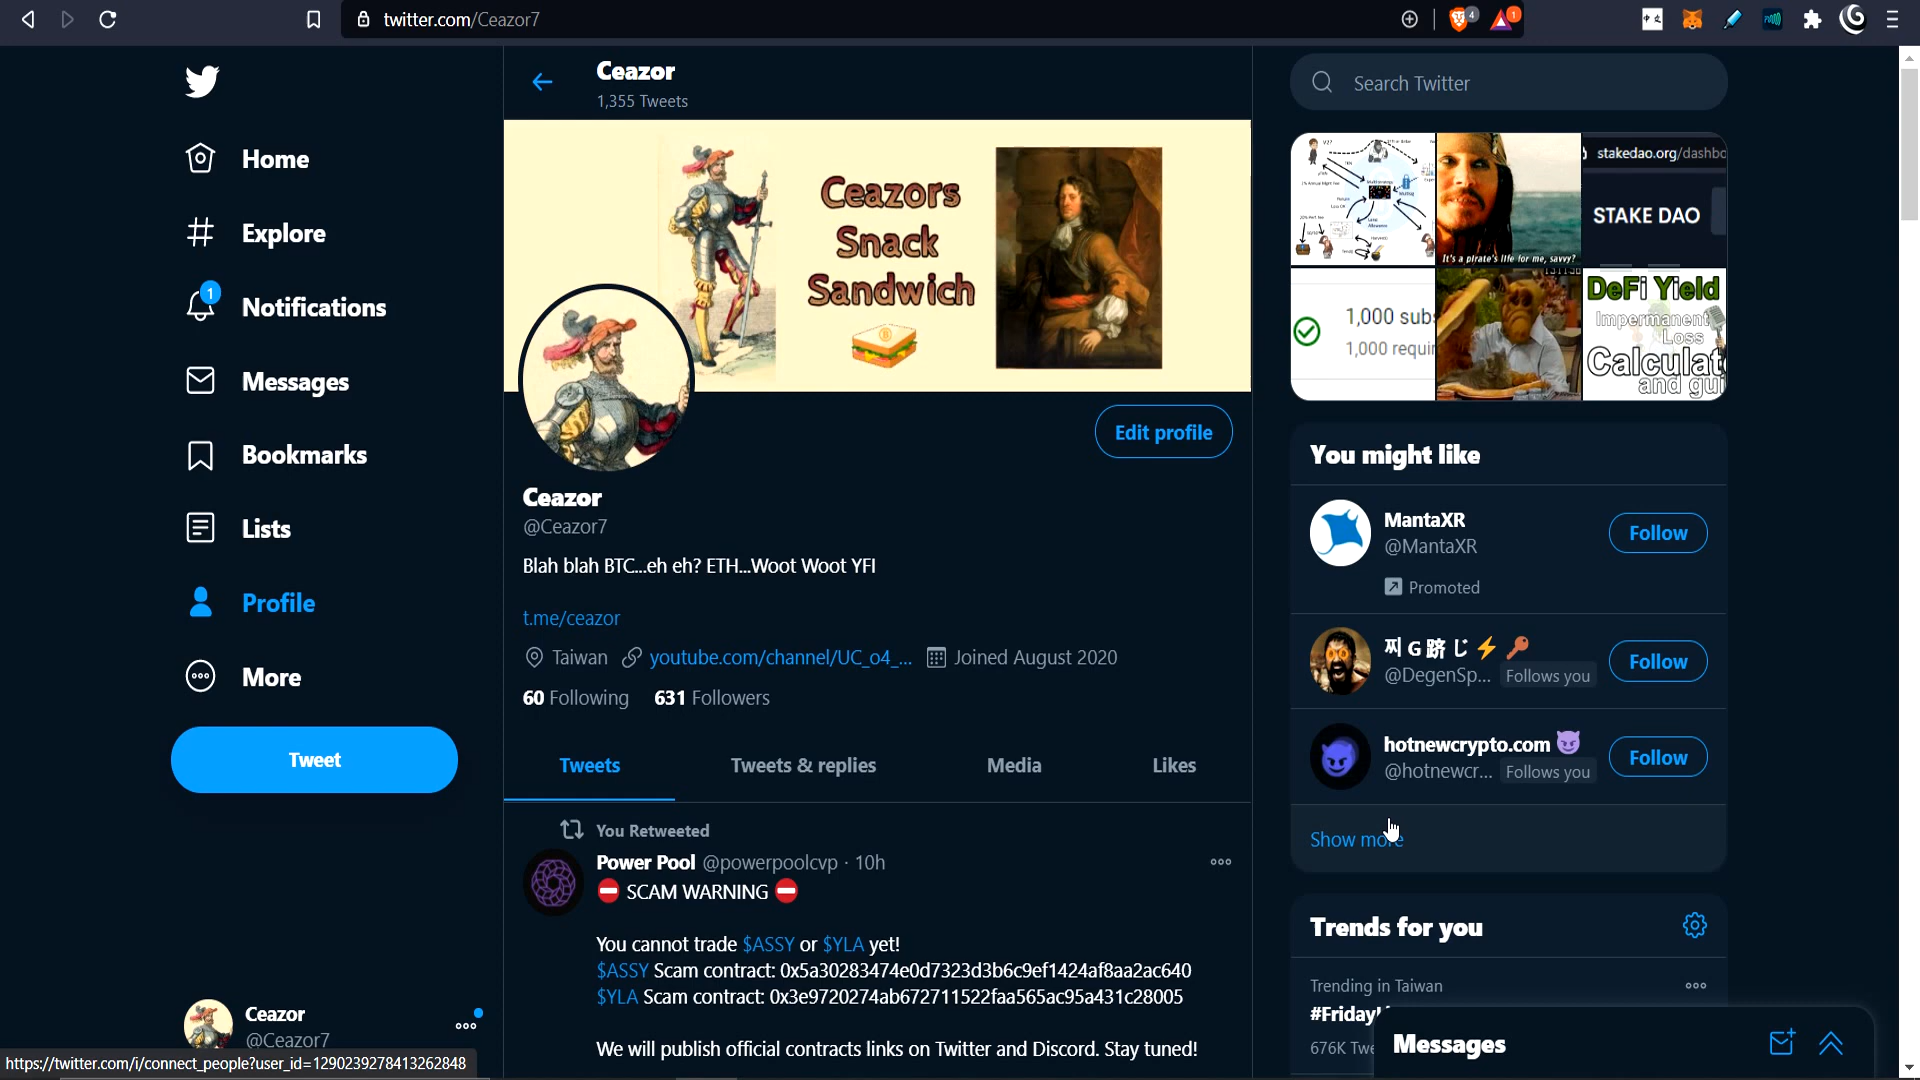 twitter.com/Ceazor7
4
1
Home
Explore
1
Notifications
Messages
Bookmarks
Lists
Profile
More
Tweet
Ceazor
@Ceazor7
https://twitter.com/i/connect_people?user_id=1290239278413262848
Ceazor
1,355 Tweets
Ceazors
Snack
Sandwich
Edit profile
Ceazor
@Ceazor7
Blah blah BTC...eh eh? ETH...Woot Woot YFI
t.me/ceazor
Taiwan youtube.com/channel/UC_o4_... Joined August 2020
60 Following 631 Followers
Tweets Tweets & replies Media Likes
You Retweeted
Power Pool @powerpoolcvp · 10h
⛔ SCAM WARNING ⛔
You cannot trade $ASSY or $YLA yet!
$ASSY Scam contract: 0x5a30283474e0d7323d3b6c9ef1424af8aa2ac640
$YLA Scam contract: 0x3e9720274ab672711522faa565ac95a431c28005
We will publish official contracts links on Twitter and Discord. Stay tuned!
Search Twitter
It's a pirate's life for me, savvy?
stakedao.org/dashbo
STAKE DAO
1,000 subs
1,000 requir
DeFi Yield
Impermanent
Loss
Calculat
and gui
You might like
MantaXR
@MantaXR
Follow
Promoted
찌G跻じ⚡🔑
@DegenSp... Follows you
Follow
hotnewcrypto.com 😈
@hotnewcr... Follows you
Follow
Show more
Trends for you
Trending in Taiwan
#Friday
676K Twe
Messages